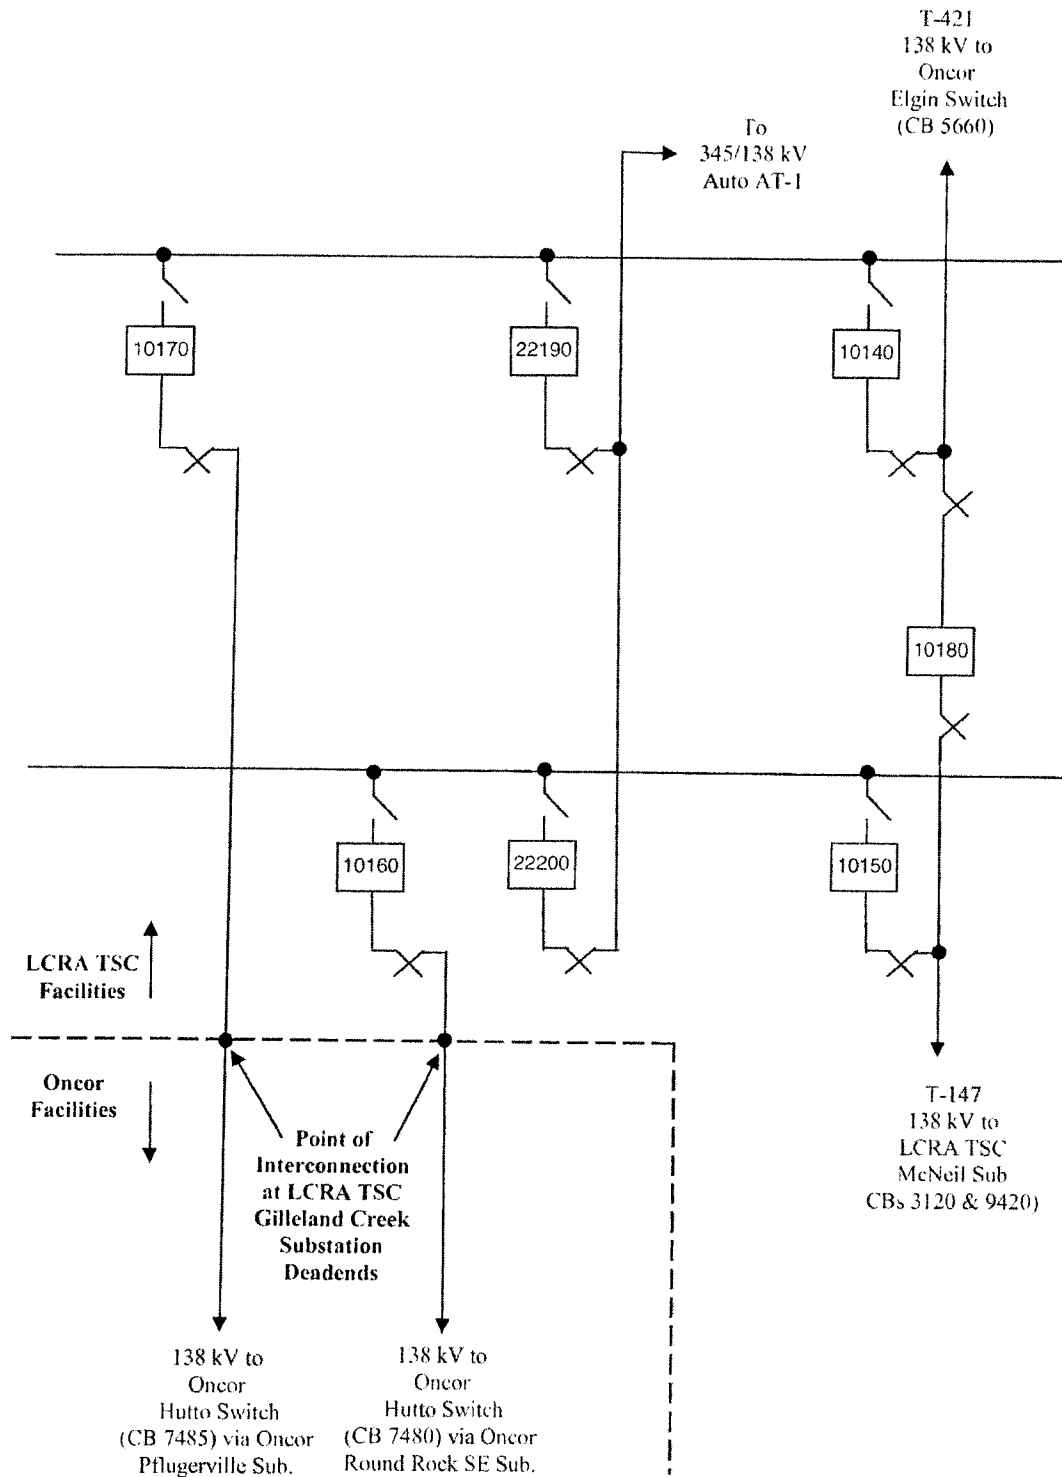 T-421
138 kV to
Oncor
Elgin Switch
(CB 5660)
To
345/138 kV
Auto AT-1
10170
22190
10140
10180
10160
22200
10150
LCRA TSC
Facilities
Oncor
Facilities
Point of
Interconnection
at LCRA TSC
Gilleland Creek
Substation
Deadends
T-147
138 kV to
LCRA TSC
McNeil Sub
CBs 3120 & 9420)
138 kV to
Oncor
Hutto Switch
(CB 7485) via Oncor
Pflugerville Sub.
138 kV to
Oncor
Hutto Switch
(CB 7480) via Oncor
Round Rock SE Sub.